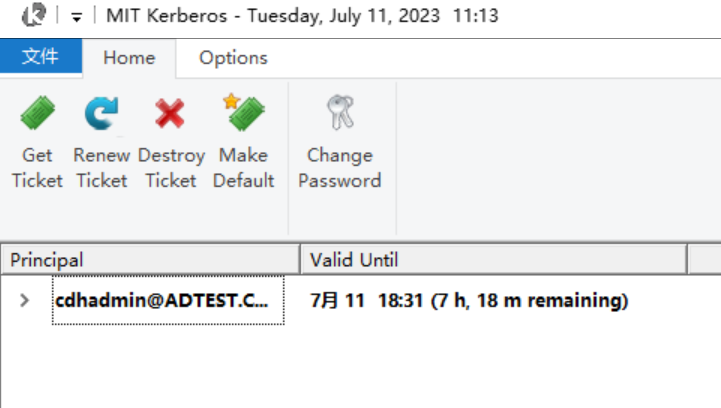 MIT Kerberos - Tuesday, July 11, 2023 11:13
文件 Home Options
Get Ticket
Renew Ticket
Destroy Ticket
Make Default
Change Password
Principal Valid Until
cdhadmin@ADTEST.C... 7月 11 18:31 (7 h, 18 m remaining)